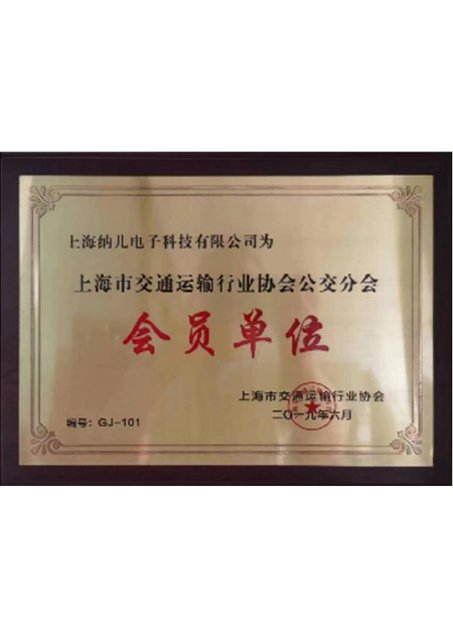 上海纳儿电子科技有限公司为
上海市交通运输行业协会公交分会
会员单位
上海市交通运输行业协会
二〇一九年六月
编号：GJ-101